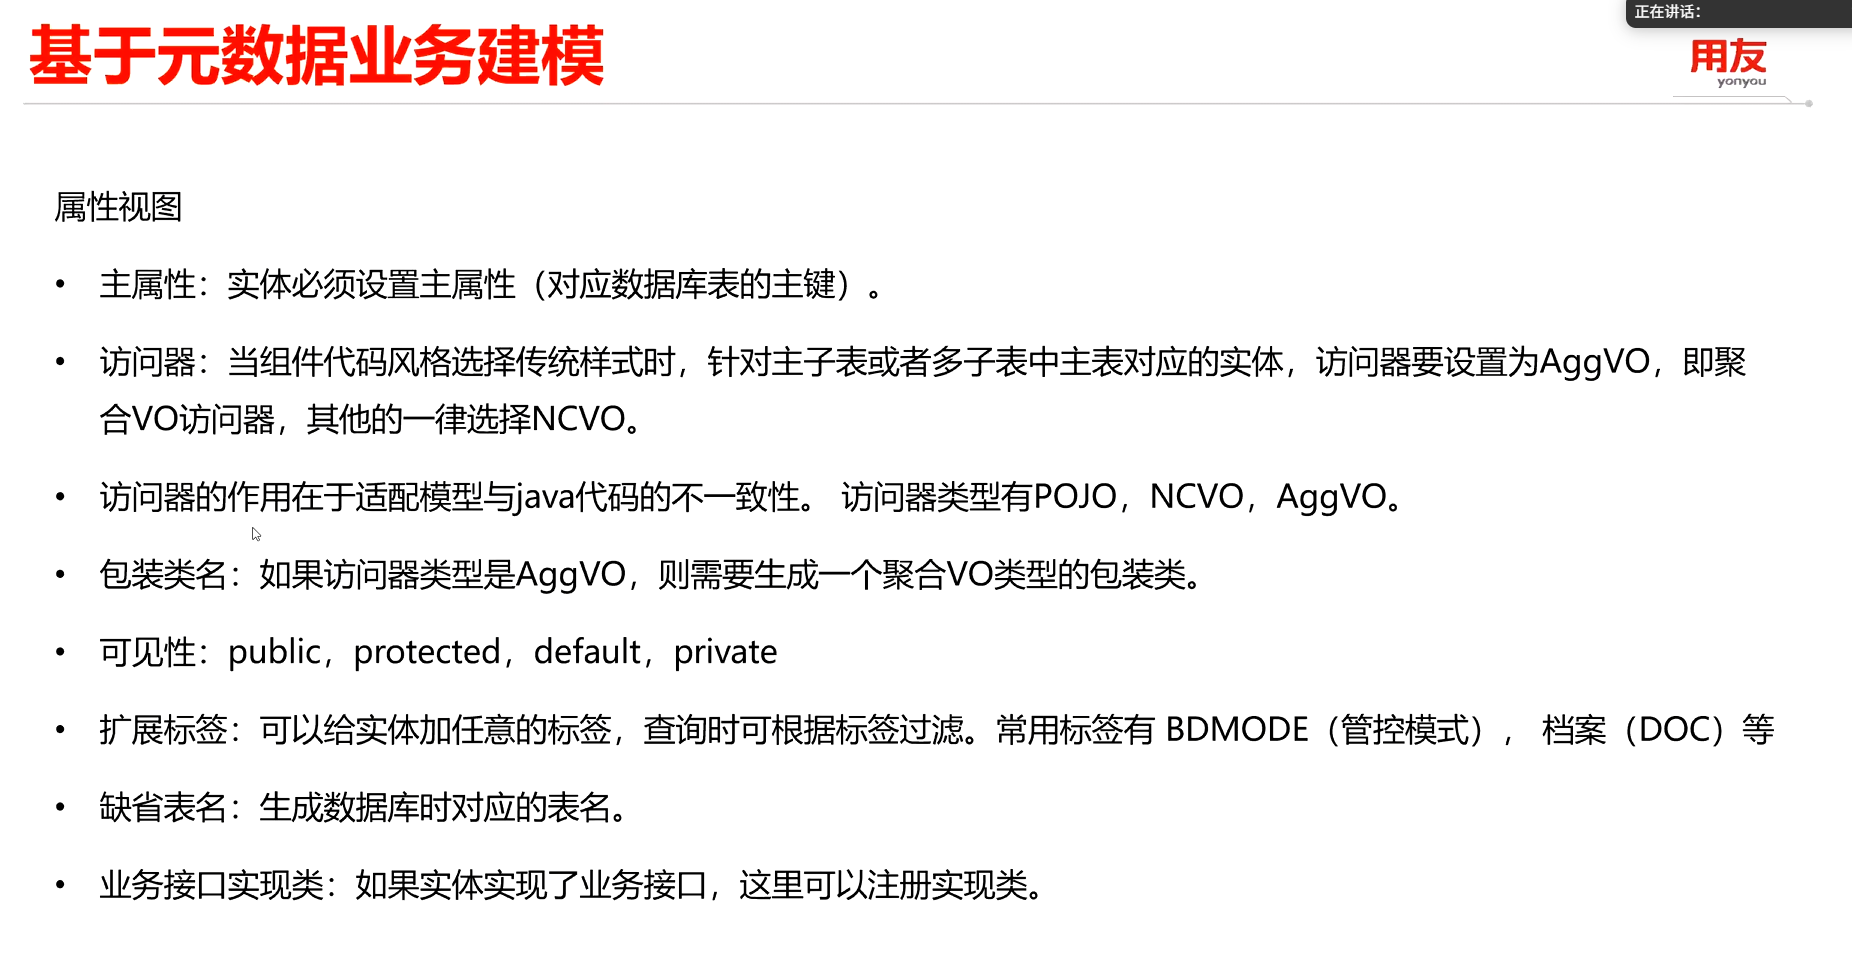 正在讲话：
基于元数据业务建模
用友
yonyou
属性视图
• 主属性：实体必须设置主属性（对应数据库表的主键）。
• 访问器：当组件代码风格选择传统样式时，针对主子表或者多子表中主表对应的实体，访问器要设置为AggVO，即聚
合VO访问器，其他的一律选择NCVO。
• 访问器的作用在于适配模型与java代码的不一致性。 访问器类型有POJO，NCVO，AggVO。
• 包装类名：如果访问器类型是AggVO，则需要生成一个聚合VO类型的包装类。
• 可见性：public，protected，default，private
• 扩展标签：可以给实体加任意的标签，查询时可根据标签过滤。常用标签有 BDMODE（管控模式）， 档案（DOC）等
• 缺省表名：生成数据库时对应的表名。
• 业务接口实现类：如果实体实现了业务接口，这里可以注册实现类。